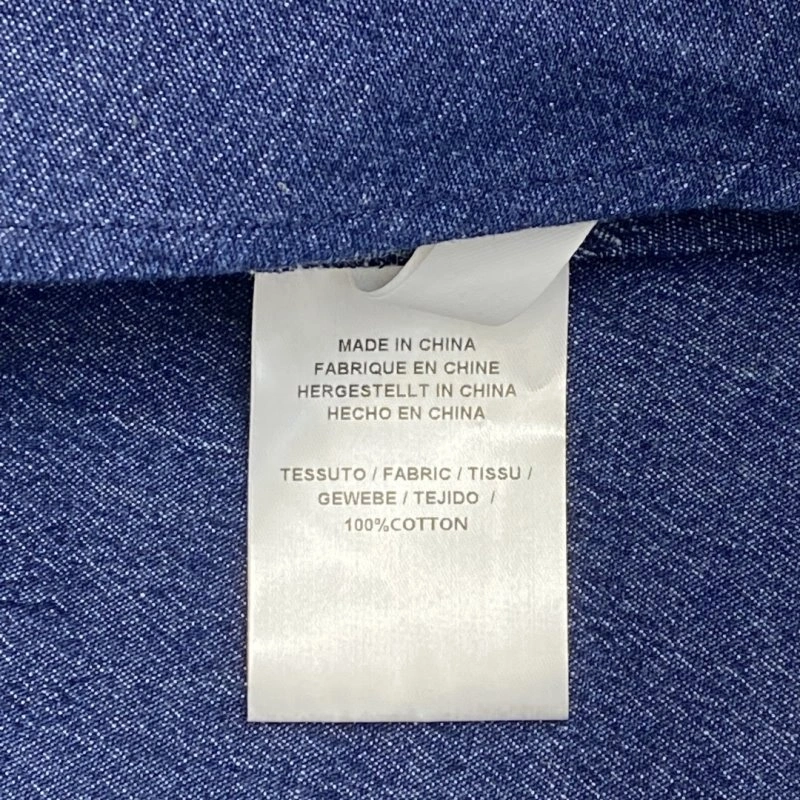 MADE IN CHINA
FABRIQUE EN CHINE
HERGESTELLT IN CHINA
HECHO EN CHINA
TESSUTO / FABRIC / TISSU /
GEWEBE / TEJIDO /
100%COTTON